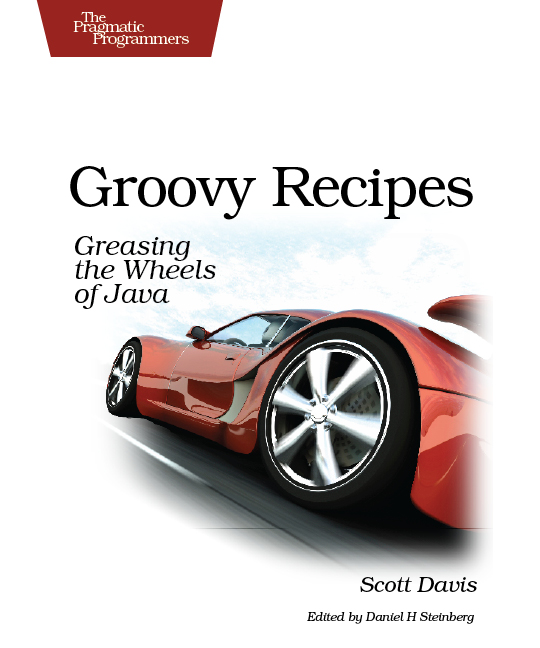 The
Pragmatic
Programmers
Groovy Recipes
Greasing
the Wheels
of Java
Scott Davis
Edited by Daniel H Steinberg